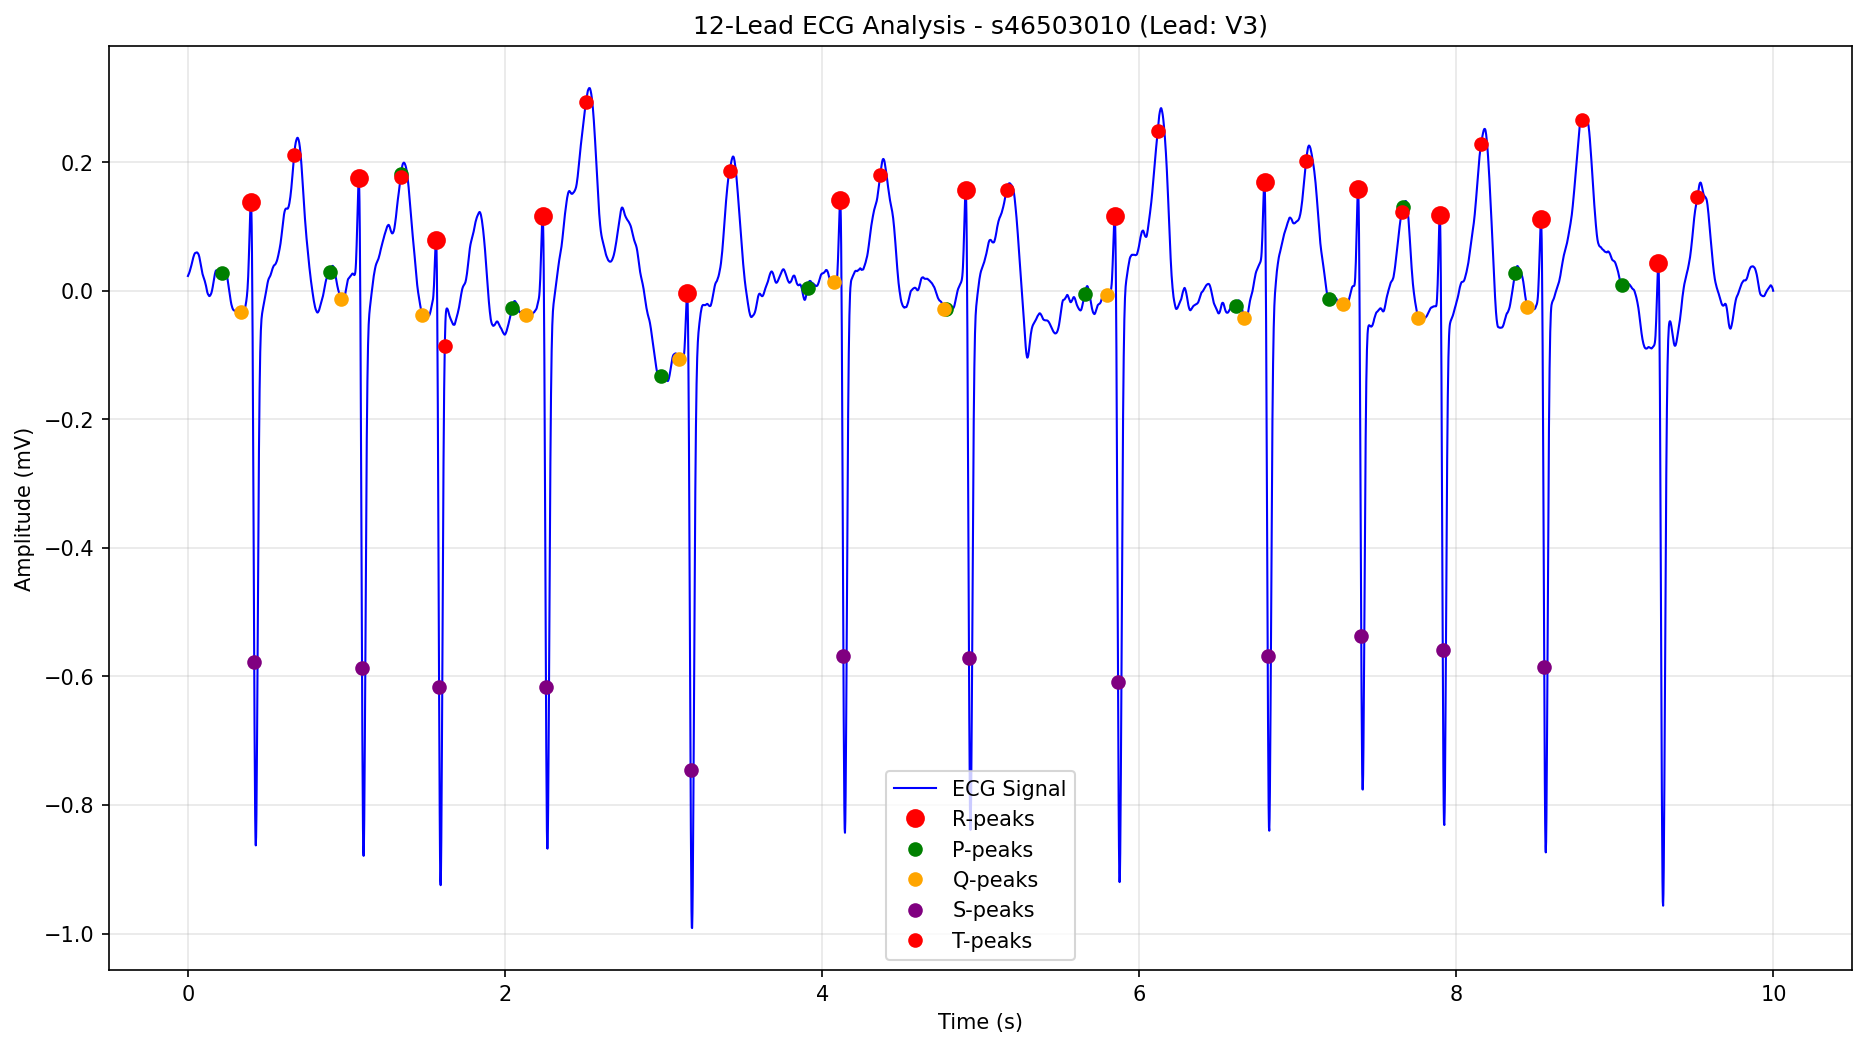 12-Lead ECG Analysis - s46503010 (Lead: V3)
Amplitude (mV)
0.2
0.0
−0.2
−0.4
−0.6
−0.8
−1.0
ECG Signal
R-peaks
P-peaks
Q-peaks
S-peaks
T-peaks
0 2 4 6 8 10
Time (s)